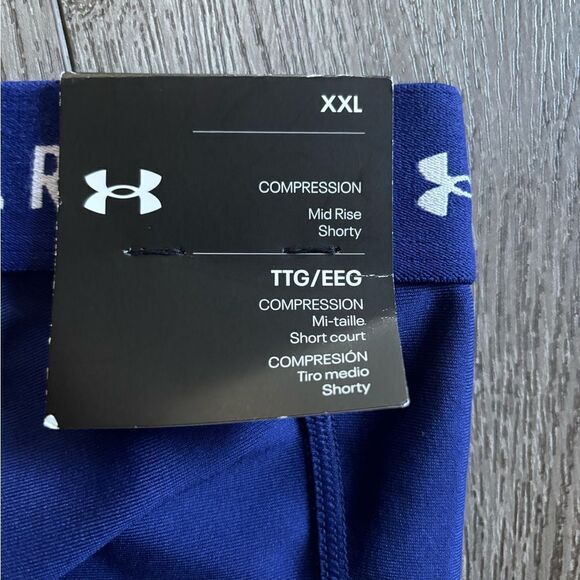 XXL
COMPRESSION
Mid Rise
Shorty
TTG/EEG
COMPRESSION
Mi-taille
Short court
COMPRESIÓN
Tiro medio
Shorty
R